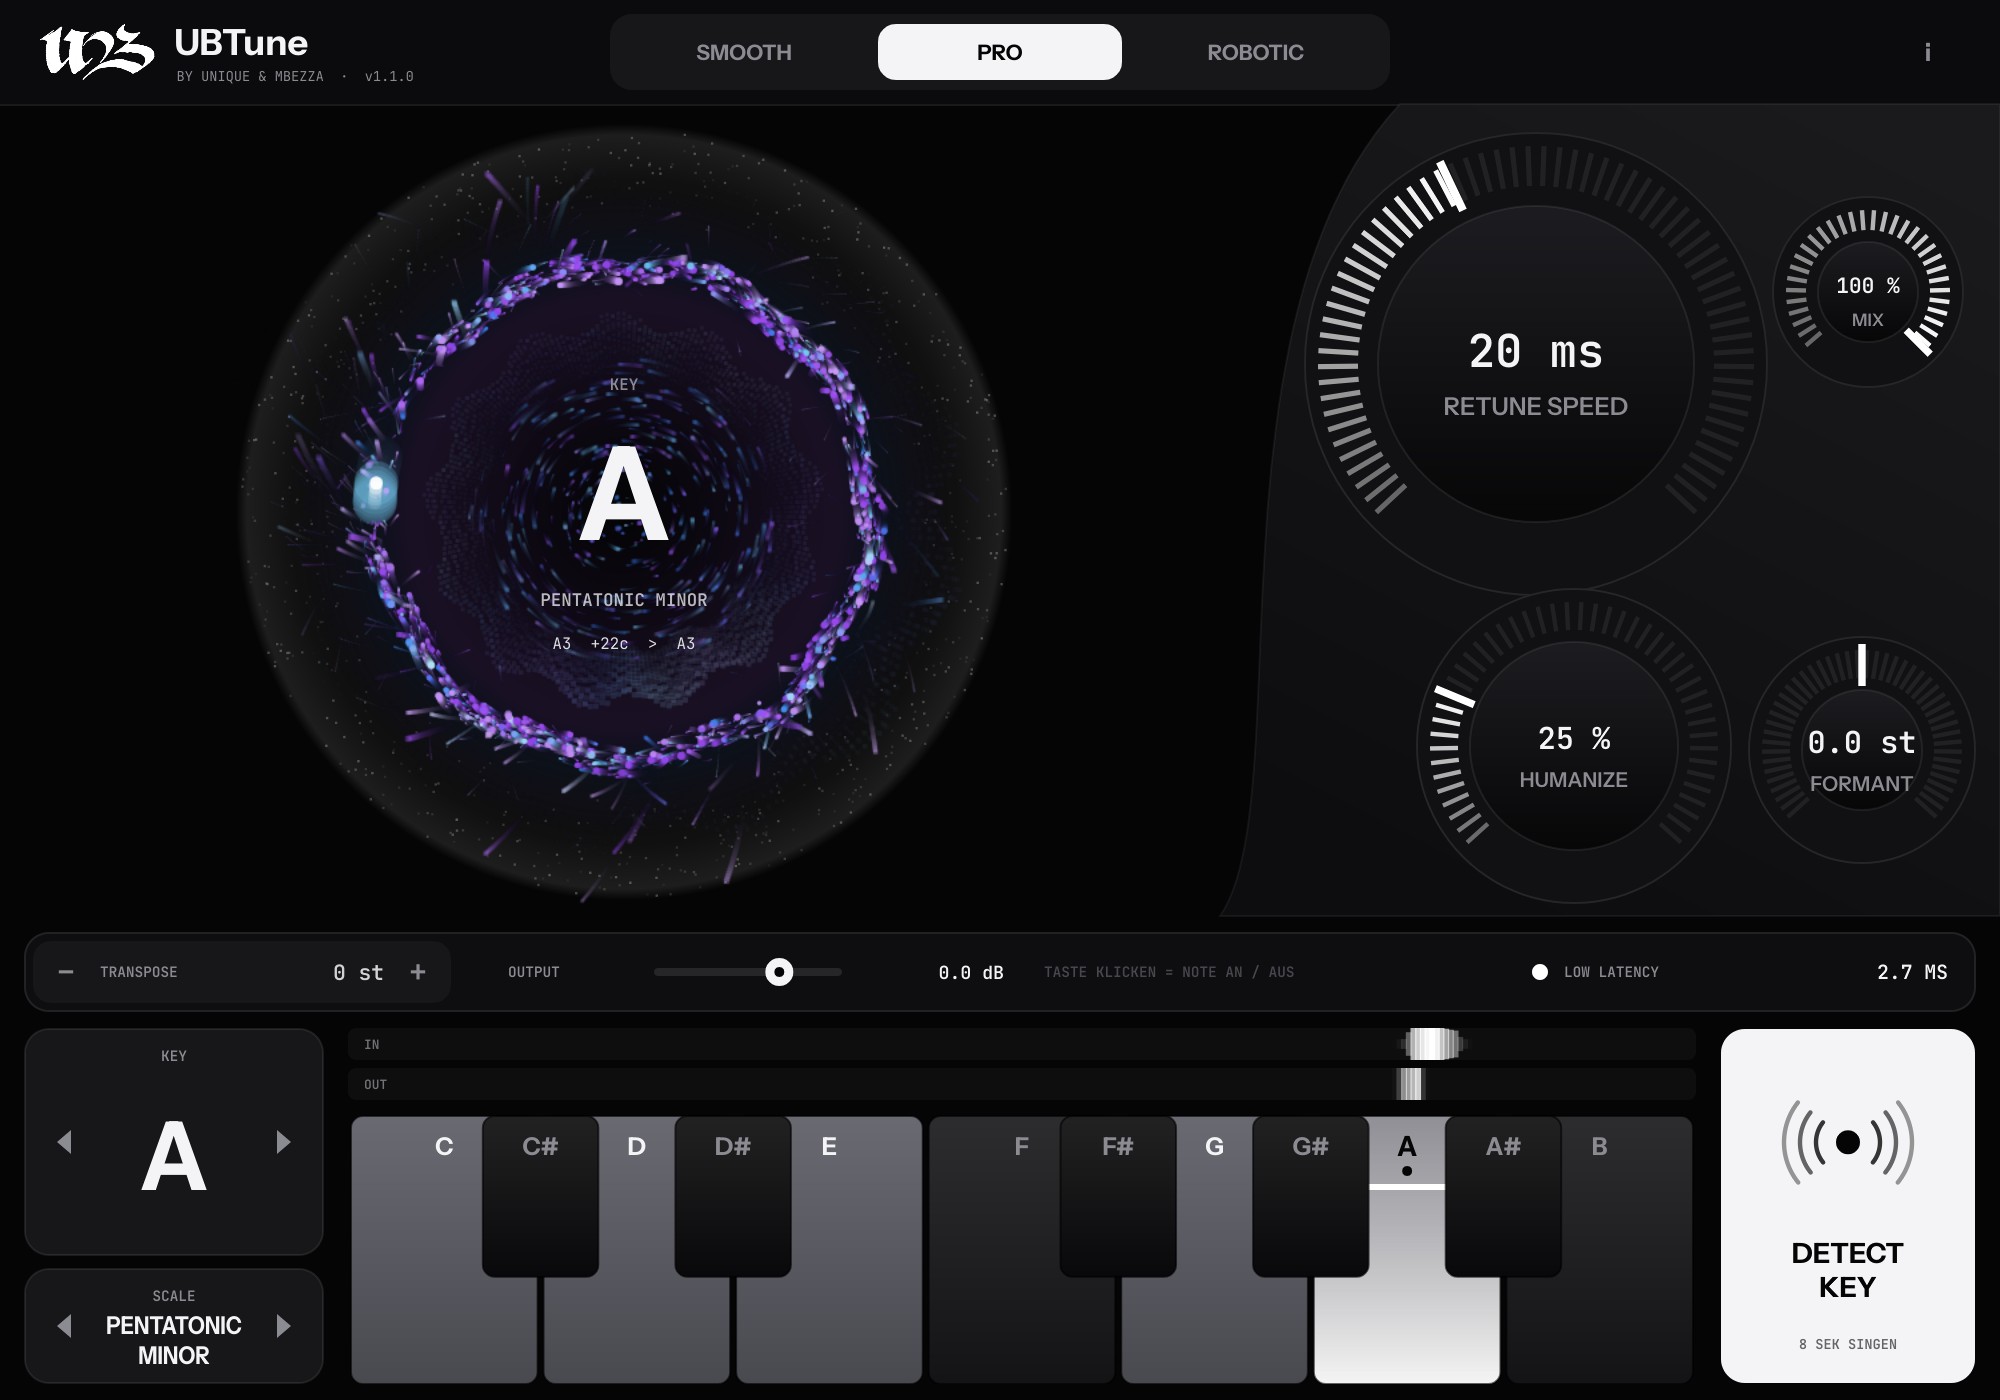 UBTune
BY UNIQUE & MBEZZA · v1.1.0
SMOOTH
PRO
ROBOTIC
i
KEY
A
PENTATONIC MINOR
A3 +22c > A3
20 ms
RETUNE SPEED
100 %
MIX
25 %
HUMANIZE
0.0 st
FORMANT
− TRANSPOSE 0 st +
OUTPUT 0.0 dB
TASTE KLICKEN = NOTE AN / AUS
LOW LATENCY 2.7 MS
KEY
A
SCALE
PENTATONIC
MINOR
IN
OUT
C C# D D# E F F# G G# A A# B
DETECT
KEY
8 SEK SINGEN